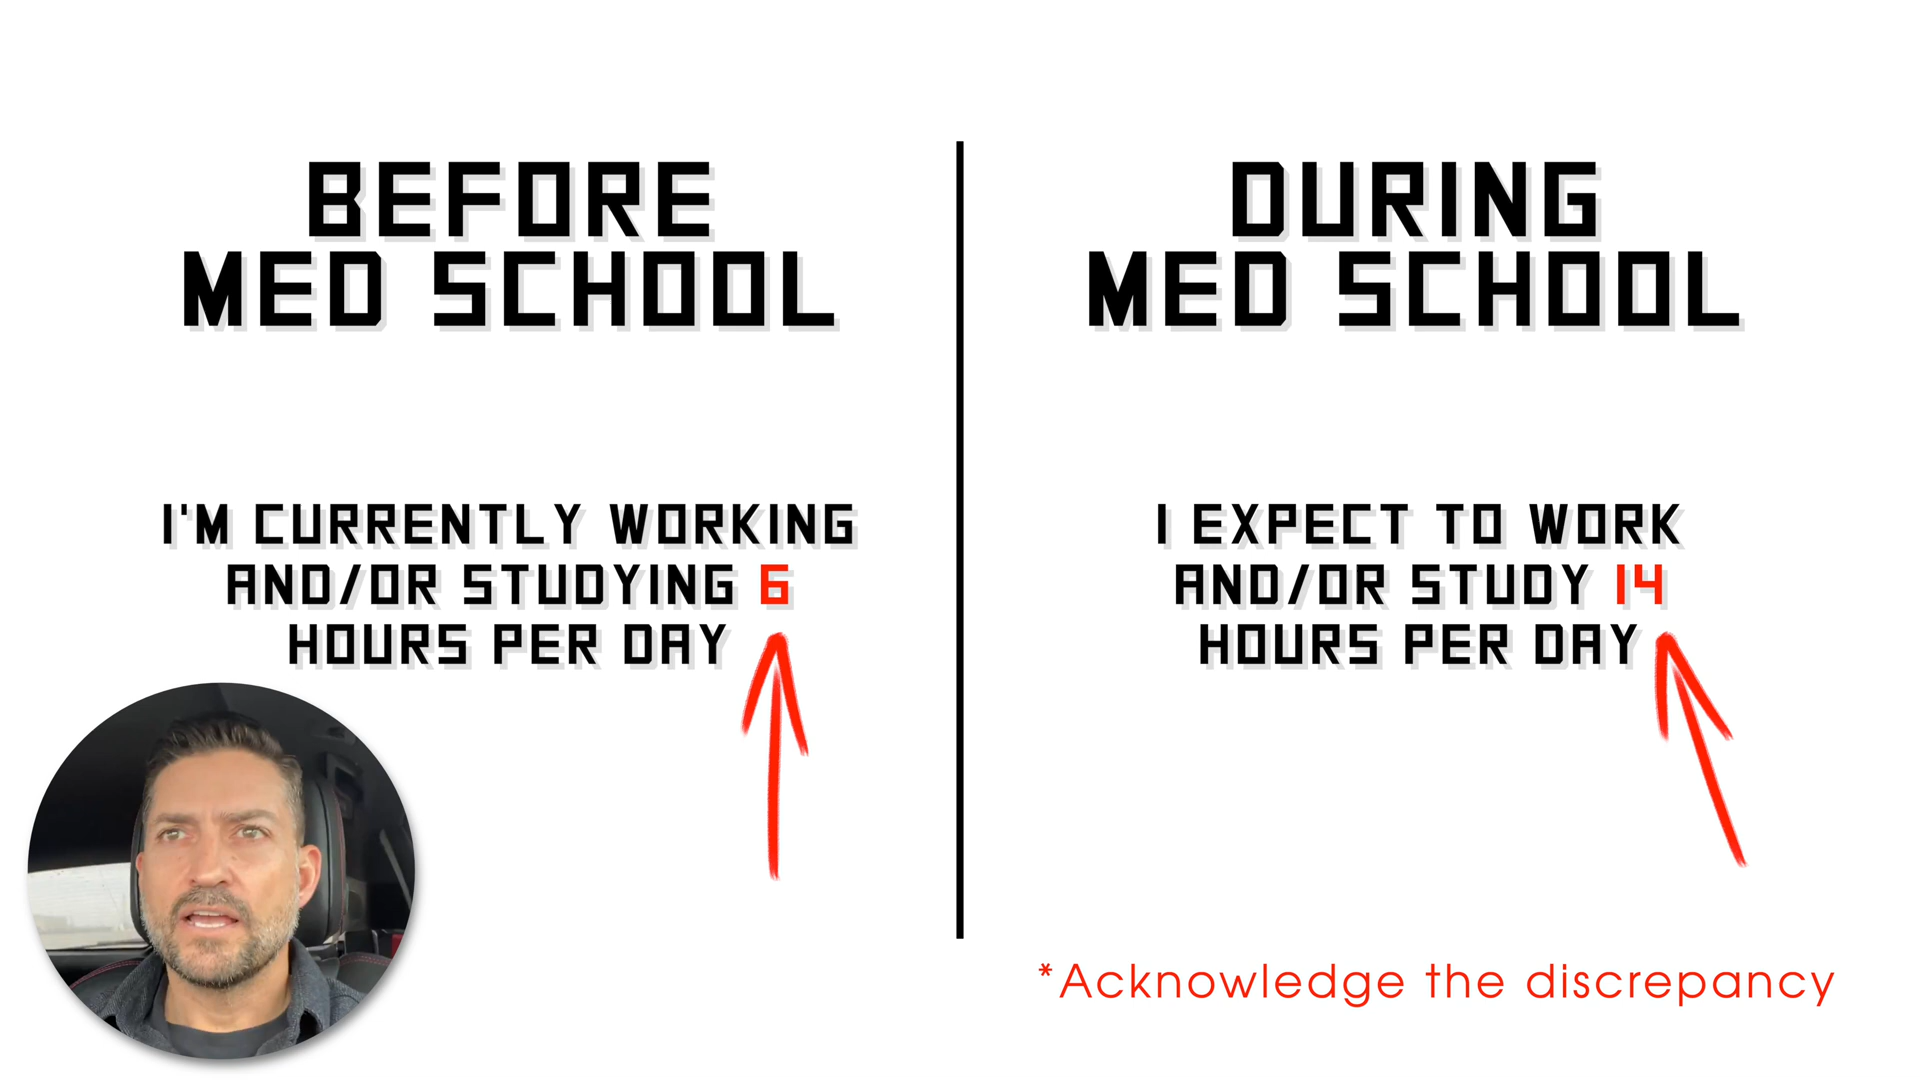 BEFORE
MED SCHOOL
I'M CURRENTLY WORKING
AND/OR STUDYING 6
HOURS PER DAY
DURING
MED SCHOOL
I EXPECT TO WORK
AND/OR STUDY 14
HOURS PER DAY
*Acknowledge the discrepancy